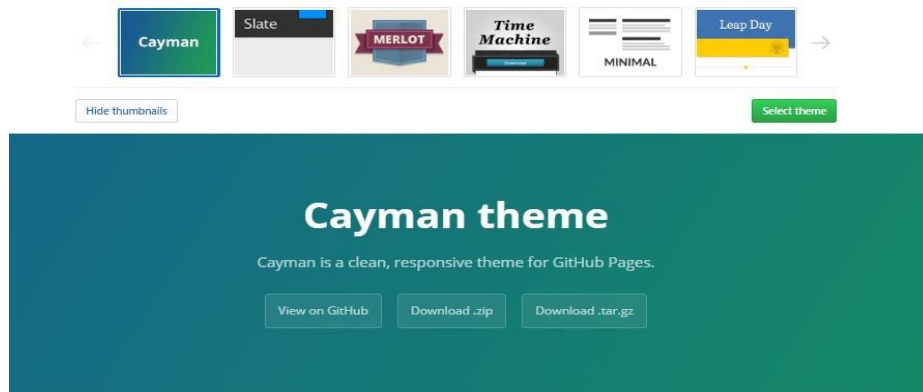 Cayman
Slate
MERLOT
Time
Machine
Download
MINIMAL
Leap Day
Hide thumbnails
Select theme
Cayman theme
Cayman is a clean, responsive theme for GitHub Pages.
View on GitHub
Download .zip
Download .tar.gz